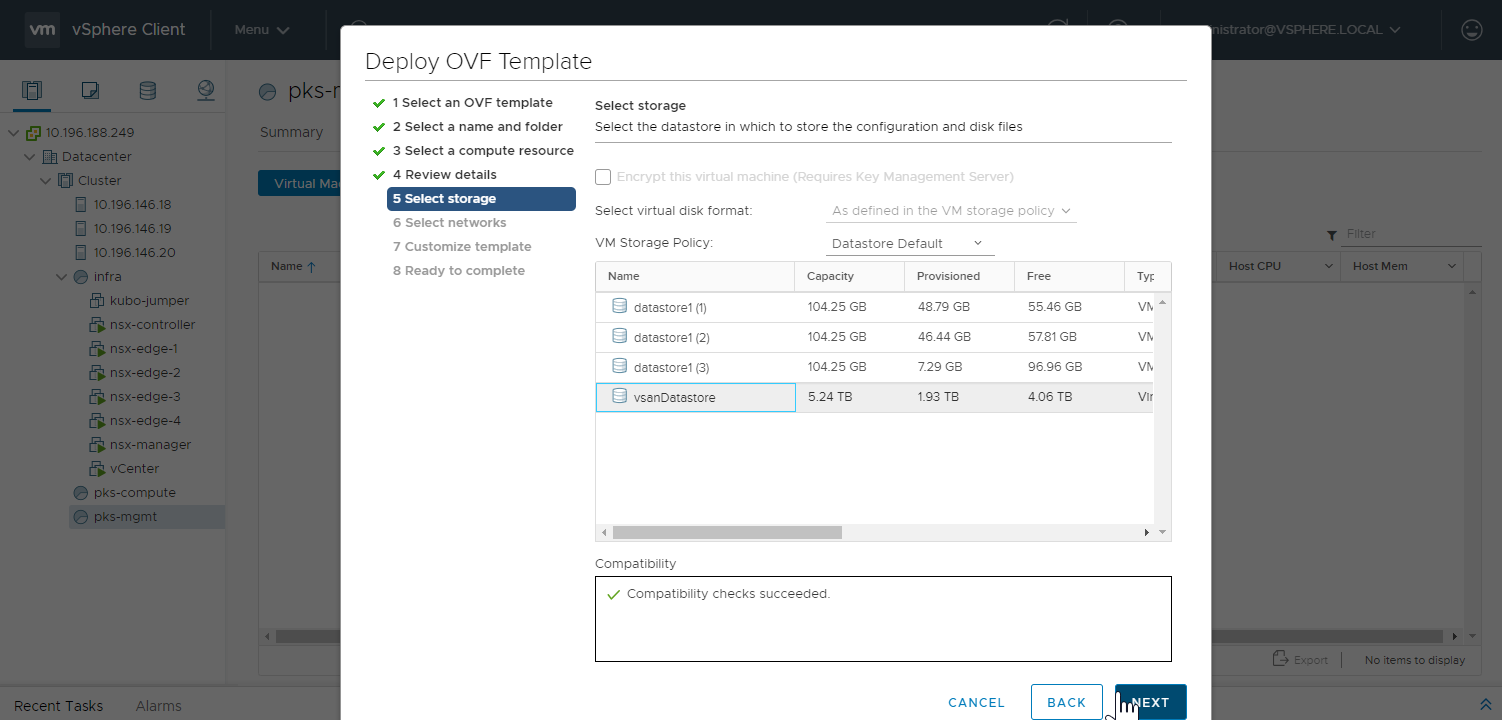 vm vSphere Client Menu
nistrator@VSPHERE.LOCAL
Deploy OVF Template
1 Select an OVF template
2 Select a name and folder
3 Select a compute resource
4 Review details
5 Select storage
6 Select networks
7 Customize template
8 Ready to complete
Select storage
Select the datastore in which to store the configuration and disk files
Encrypt this virtual machine (Requires Key Management Server)
Select virtual disk format: As defined in the VM storage policy
VM Storage Policy: Datastore Default
Name Capacity Provisioned Free Typ
datastore1 (1) 104.25 GB 48.79 GB 55.46 GB VM
datastore1 (2) 104.25 GB 46.44 GB 57.81 GB VM
datastore1 (3) 104.25 GB 7.29 GB 96.96 GB VM
vsanDatastore 5.24 TB 1.93 TB 4.06 TB Vir
Compatibility
Compatibility checks succeeded.
CANCEL BACK NEXT
10.196.188.249
Datacenter
Cluster
10.196.146.18
10.196.146.19
10.196.146.20
infra
kubo-jumper
nsx-controller
nsx-edge-1
nsx-edge-2
nsx-edge-3
nsx-edge-4
nsx-manager
vCenter
pks-compute
pks-mgmt
pks-r
Summary
Virtual Mac
Filter
Name ↑ Host CPU Host Mem
Export No items to display
Recent Tasks Alarms